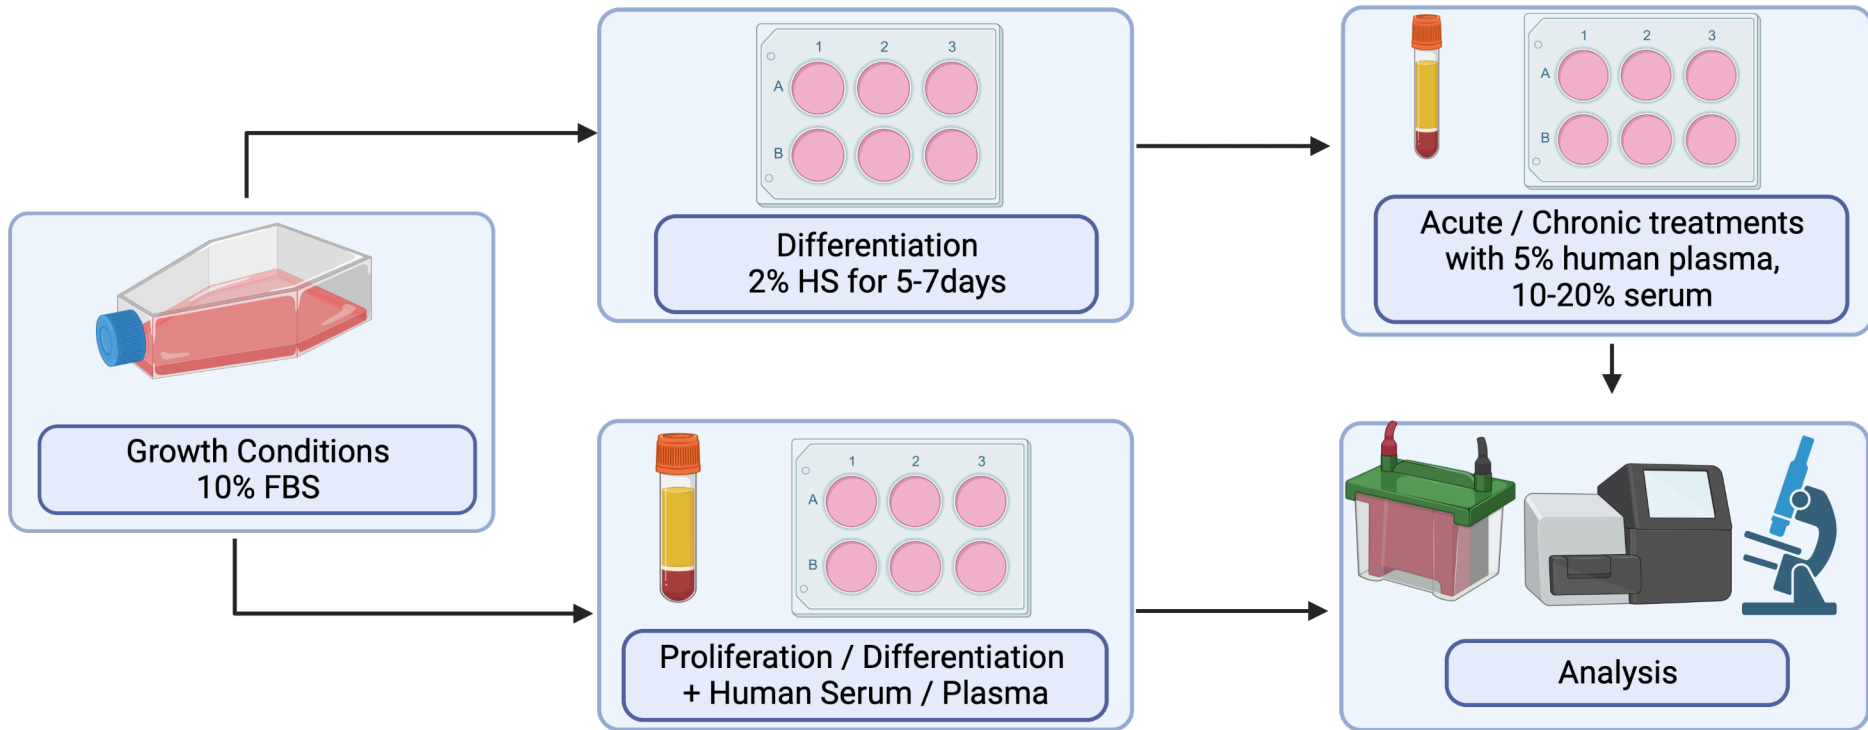 Growth Conditions
10% FBS
1 2 3
A
B
Differentiation
2% HS for 5-7days
1 2 3
A
B
Acute / Chronic treatments
with 5% human plasma,
10-20% serum
1 2 3
A
B
Proliferation / Differentiation
+ Human Serum / Plasma
Analysis